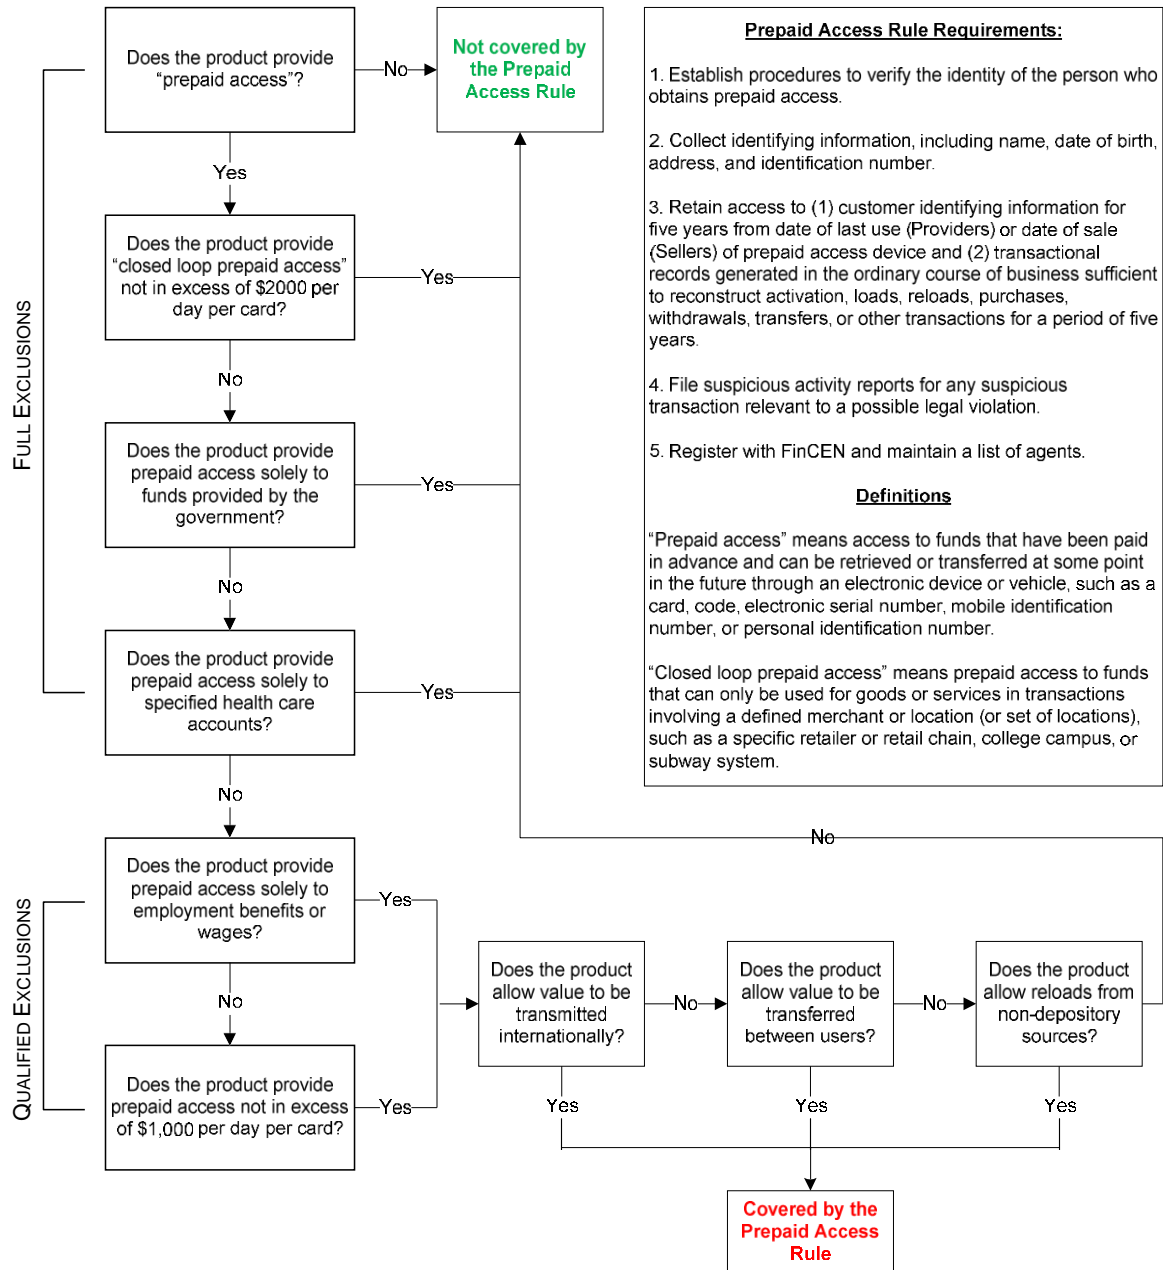 Does the product provide
“prepaid access”?
No
Not covered by
the Prepaid
Access Rule
Yes
Does the product provide
“closed loop prepaid access”
not in excess of $2000 per
day per card?
Yes
No
Does the product provide
prepaid access solely to
funds provided by the
government?
Yes
No
Does the product provide
prepaid access solely to
specified health care
accounts?
Yes
No
FULL EXCLUSIONS
Does the product provide
prepaid access solely to
employment benefits or
wages?
Yes
No
Does the product provide
prepaid access not in excess
of $1,000 per day per card?
Yes
QUALIFIED EXCLUSIONS
Does the product
allow value to be
transmitted
internationally?
No
Does the product
allow value to be
transferred
between users?
No
Does the product
allow reloads from
non-depository
sources?
No
Yes
Yes
Yes
Covered by the
Prepaid Access
Rule
Prepaid Access Rule Requirements:
1. Establish procedures to verify the identity of the person who
obtains prepaid access.
2. Collect identifying information, including name, date of birth,
address, and identification number.
3. Retain access to (1) customer identifying information for
five years from date of last use (Providers) or date of sale
(Sellers) of prepaid access device and (2) transactional
records generated in the ordinary course of business sufficient
to reconstruct activation, loads, reloads, purchases,
withdrawals, transfers, or other transactions for a period of five
years.
4. File suspicious activity reports for any suspicious
transaction relevant to a possible legal violation.
5. Register with FinCEN and maintain a list of agents.
Definitions
“Prepaid access” means access to funds that have been paid
in advance and can be retrieved or transferred at some point
in the future through an electronic device or vehicle, such as a
card, code, electronic serial number, mobile identification
number, or personal identification number.
“Closed loop prepaid access” means prepaid access to funds
that can only be used for goods or services in transactions
involving a defined merchant or location (or set of locations),
such as a specific retailer or retail chain, college campus, or
subway system.